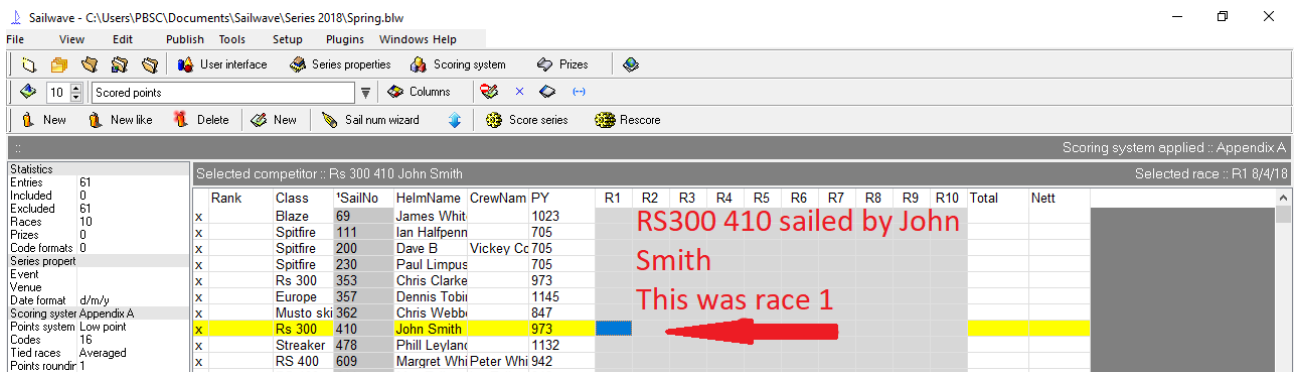 Sailwave - C:\Users\PBSC\Documents\Sailwave\Series 2018\Spring.blw
File View Edit Publish Tools Setup Plugins Windows Help
User interface Series properties Scoring system Prizes
10 Scored points Columns
New New like Delete New Sail num wizard Score series Rescore
:: Scoring system applied :: Appendix A
Statistics
Entries 61
Included 0
Excluded 61
Races 10
Prizes 0
Code formats 0
Series propert
Event
Venue
Date format d/m/y
Scoring syster Appendix A
Points system Low point
Codes 16
Tied races Averaged
Points roundir 1
Selected competitor :: Rs 300 410 John Smith Selected race :: R1 8/4/18
Rank Class ¹SailNo HelmName CrewNam PY R1 R2 R3 R4 R5 R6 R7 R8 R9 R10 Total Nett
x Blaze 69 James Whit 1023
x Spitfire 111 Ian Halfpenn 705
x Spitfire 200 Dave B Vickey Cc 705
x Spitfire 230 Paul Limpus 705
x Rs 300 353 Chris Clarke 973
x Europe 357 Dennis Tobi 1145
x Musto ski 362 Chris Webb 847
x Rs 300 410 John Smith 973
x Streaker 478 Phill Leyland 1132
x RS 400 609 Margret Whi Peter Whi 942
RS300 410 sailed by John
Smith
This was race 1